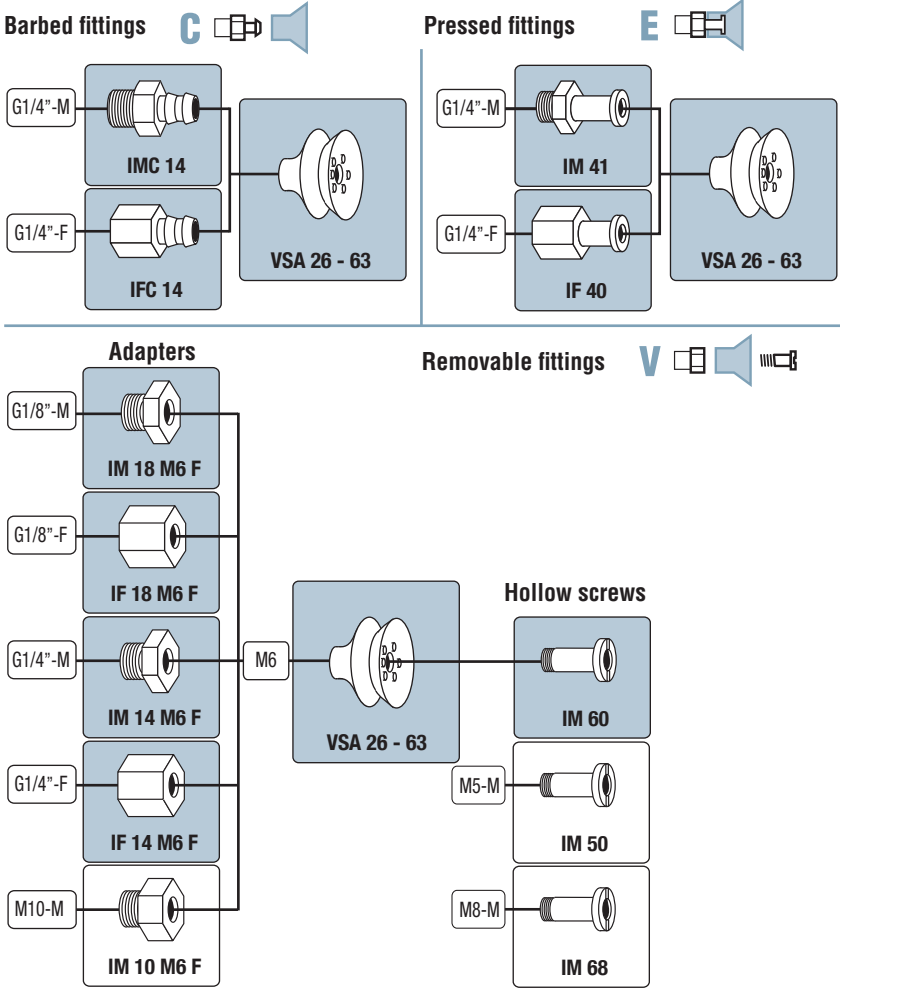 Barbed fittings C
G1/4”-M
IMC 14
G1/4”-F
IFC 14
VSA 26 - 63
Pressed fittings E
G1/4”-M
IM 41
G1/4”-F
IF 40
VSA 26 - 63
Adapters
Removable fittings V
G1/8”-M
IM 18 M6 F
G1/8”-F
IF 18 M6 F
G1/4”-M
IM 14 M6 F
G1/4”-F
IF 14 M6 F
M10-M
IM 10 M6 F
M6
VSA 26 - 63
Hollow screws
IM 60
M5-M
IM 50
M8-M
IM 68